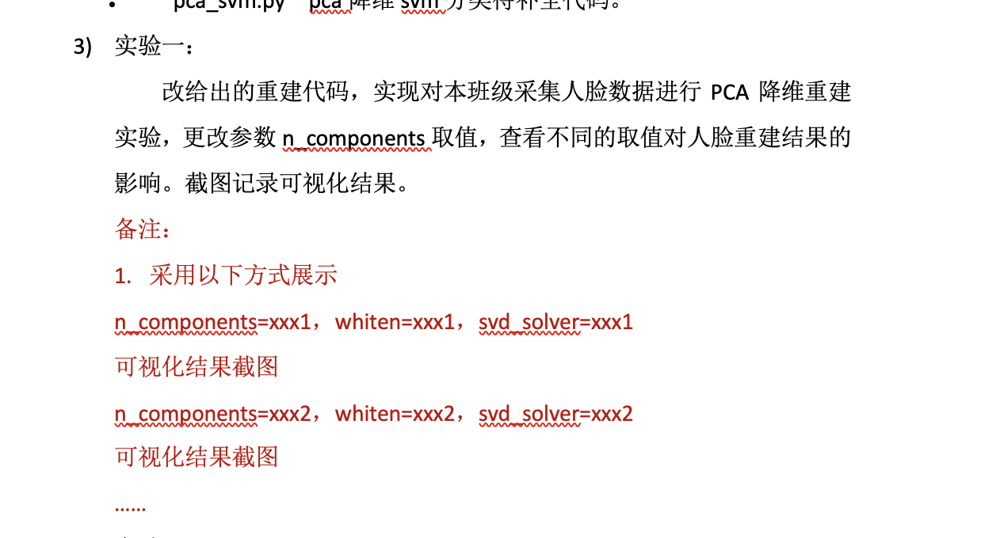 • pca_svm.py pca 降维 svm 分类待补全代码。
3) 实验一：
改给出的重建代码，实现对本班级采集人脸数据进行 PCA 降维重建
实验，更改参数 n_components 取值，查看不同的取值对人脸重建结果的
影响。截图记录可视化结果。
备注：
1. 采用以下方式展示
n_components=xxx1， whiten=xxx1， svd_solver=xxx1
可视化结果截图
n_components=xxx2， whiten=xxx2， svd_solver=xxx2
可视化结果截图
……